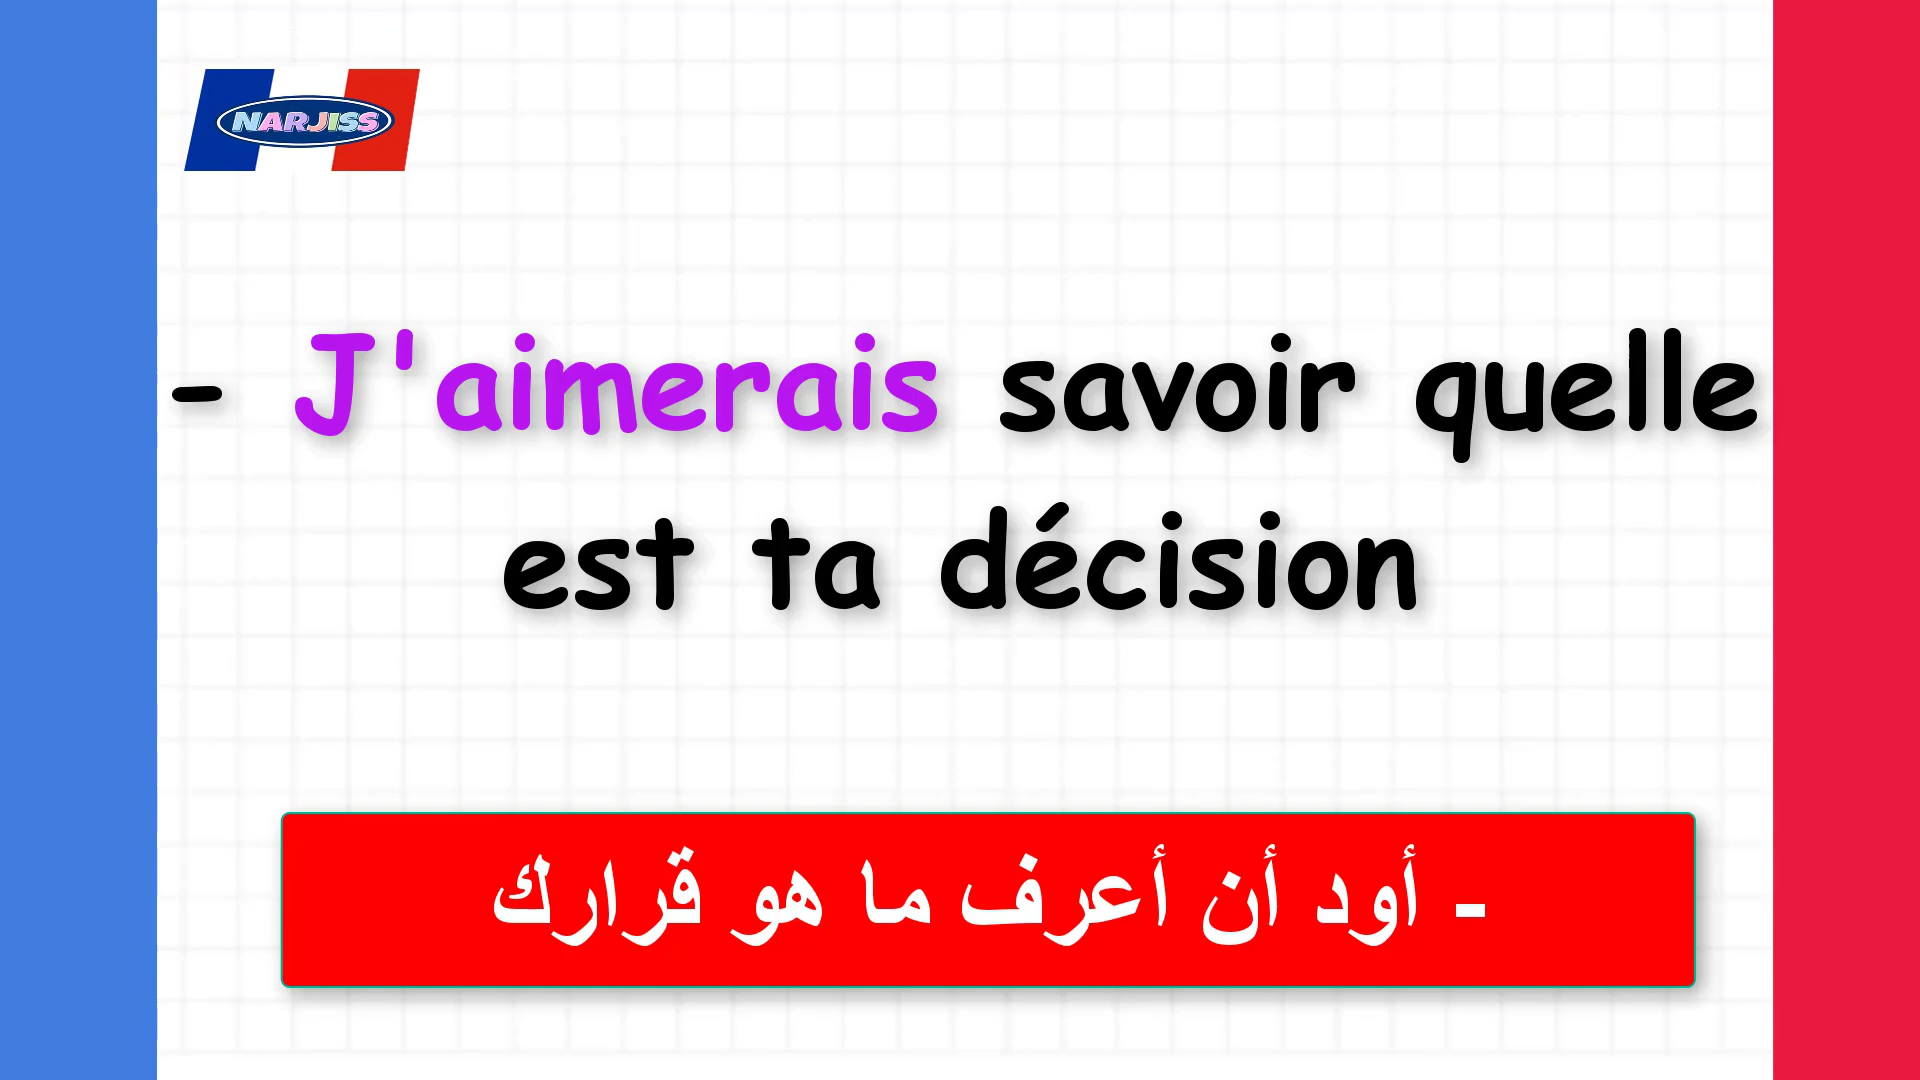 NARJISS
- J'aimerais savoir quelle
est ta décision
- أود أن أعرف ما هو قرارك